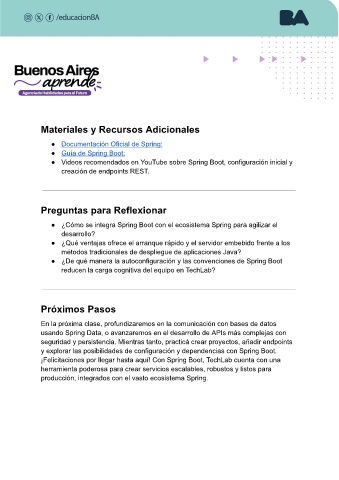 /educacionBA
BA
Buenos Aires
aprende
Agencia de Habilidades para el Futuro
Materiales y Recursos Adicionales
● Documentación Oficial de Spring:
● Guía de Spring Boot:
● Videos recomendados en YouTube sobre Spring Boot, configuración inicial y
creación de endpoints REST.
Preguntas para Reflexionar
● ¿Cómo se integra Spring Boot con el ecosistema Spring para agilizar el
desarrollo?
● ¿Qué ventajas ofrece el arranque rápido y el servidor embebido frente a los
métodos tradicionales de despliegue de aplicaciones Java?
● ¿De qué manera la autoconfiguración y las convenciones de Spring Boot
reducen la carga cognitiva del equipo en TechLab?
Próximos Pasos
En la próxima clase, profundizaremos en la comunicación con bases de datos
usando Spring Data, o avanzaremos en el desarrollo de APIs más complejas con
seguridad y persistencia. Mientras tanto, practicá crear proyectos, añadir endpoints
y explorar las posibilidades de configuración y dependencias con Spring Boot.
¡Felicitaciones por llegar hasta aquí! Con Spring Boot, TechLab cuenta con una
herramienta poderosa para crear servicios escalables, robustos y listos para
producción, integrados con el vasto ecosistema Spring.